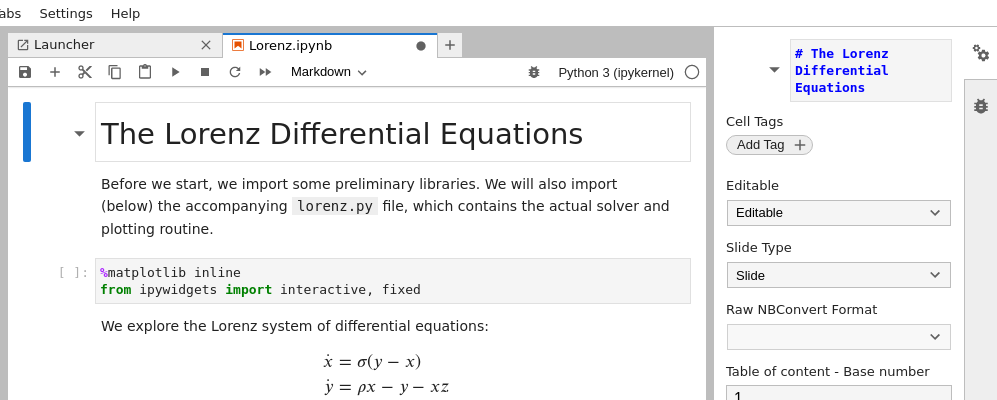 abs Settings Help
Launcher
Lorenz.ipynb
Markdown
Python 3 (ipykernel)
The Lorenz Differential Equations
Before we start, we import some preliminary libraries. We will also import
(below) the accompanying lorenz.py file, which contains the actual solver and
plotting routine.
[ ]:
%matplotlib inline
from ipywidgets import interactive, fixed
We explore the Lorenz system of differential equations:
ẋ = σ(y − x)
ẏ = ρx − y − xz
# The Lorenz
Differential
Equations
Cell Tags
Add Tag
Editable
Editable
Slide Type
Slide
Raw NBConvert Format
Table of content - Base number
1